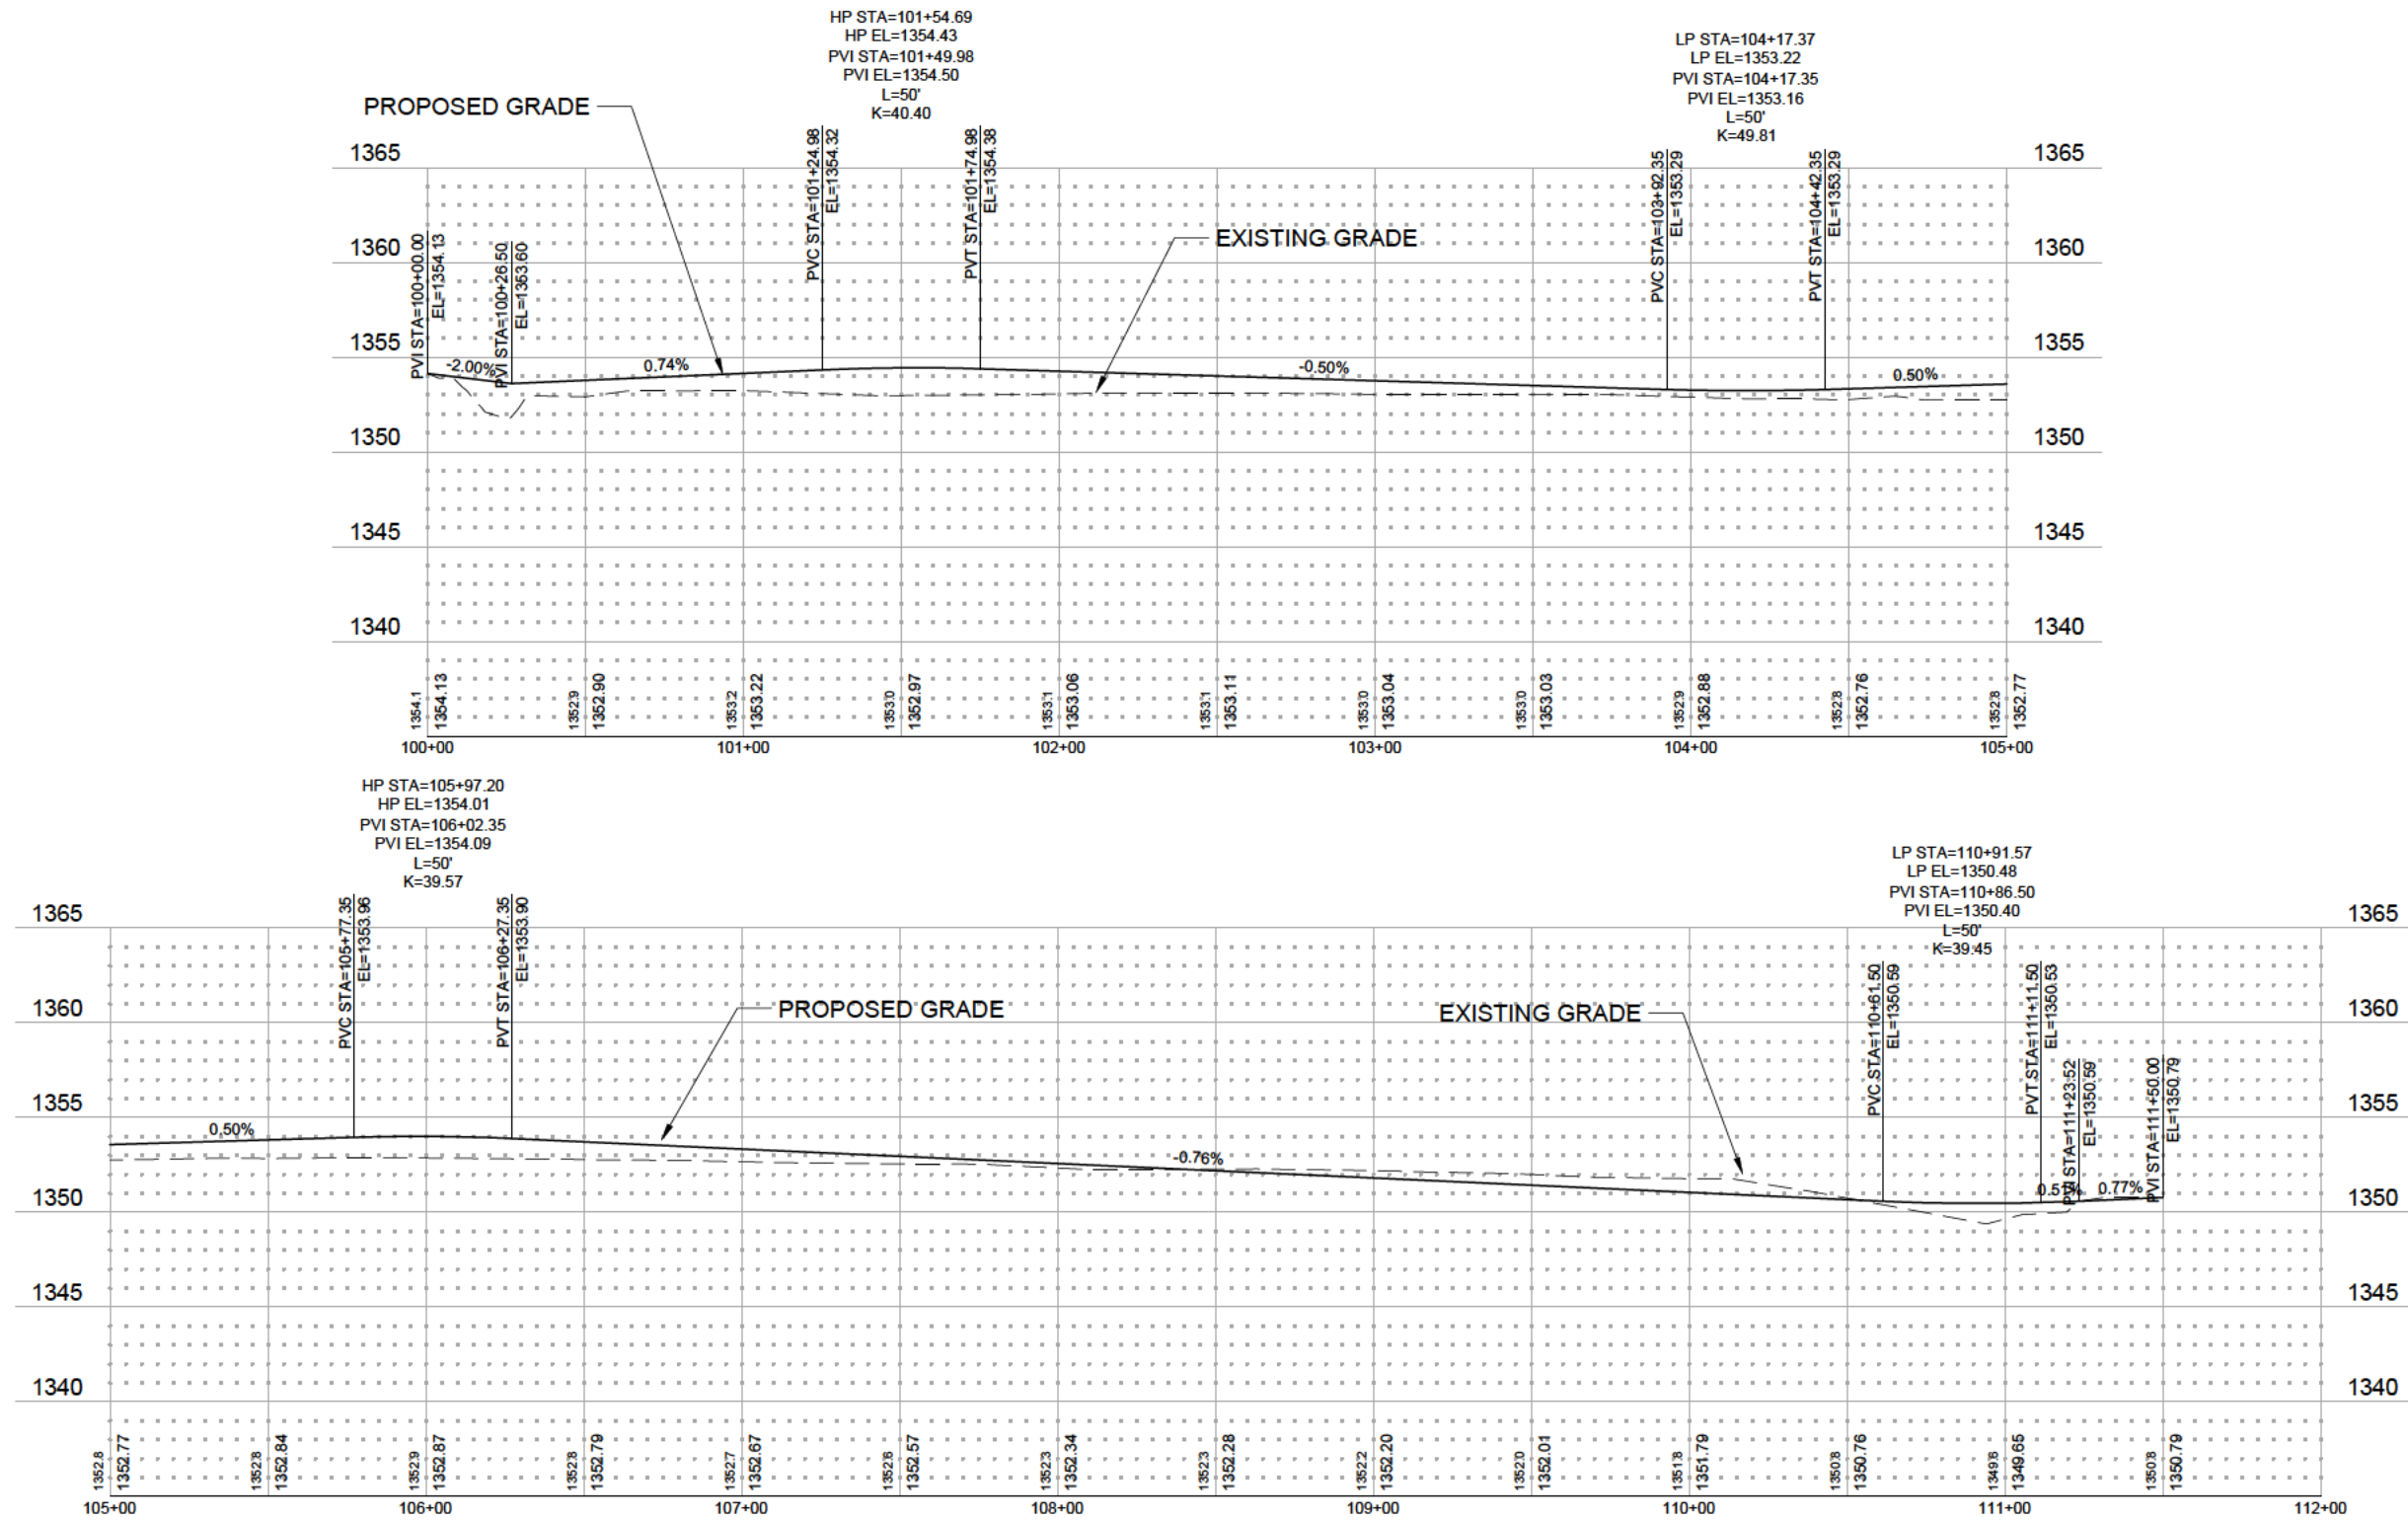 HP STA=101+54.69
HP EL=1354.43
PVI STA=101+49.98
PVI EL=1354.50
L=50'
K=40.40
LP STA=104+17.37
LP EL=1353.22
PVI STA=104+17.35
PVI EL=1353.16
L=50'
K=49.81
PROPOSED GRADE
EXISTING GRADE
PVI STA=100+00.00
EL=1354.13
PVI STA=100+26.50
EL=1353.60
PVC STA=101+24.98
EL=1354.32
PVT STA=101+74.98
EL=1354.38
PVC STA=103+92.35
EL=1353.29
PVT STA=104+42.35
EL=1353.29
1365
1365
1360
1360
1355
1355
-2.00%
0.74%
-0.50%
0.50%
1350
1350
1345
1345
1340
1340
1354.1
1354.13
1352.9
1352.90
1353.2
1353.22
1353.0
1352.97
1353.1
1353.06
1353.1
1353.11
1353.0
1353.04
1353.0
1353.03
1352.9
1352.88
1352.8
1352.76
1352.8
1352.77
100+00
101+00
102+00
103+00
104+00
105+00
HP STA=105+97.20
HP EL=1354.01
PVI STA=106+02.35
PVI EL=1354.09
L=50'
K=39.57
LP STA=110+91.57
LP EL=1350.48
PVI STA=110+86.50
PVI EL=1350.40
L=50'
K=39.45
PVC STA=105+77.35
EL=1353.96
PVT STA=106+27.35
EL=1353.90
PROPOSED GRADE
EXISTING GRADE
PVC STA=110+61.50
EL=1350.59
PVT STA=111+11.50
EL=1350.53
PVI STA=111+23.52
EL=1350.59
PVI STA=111+50.00
EL=1350.79
1365
1365
1360
1360
1355
1355
0.50%
-0.76%
0.51%
0.77%
1350
1350
1345
1345
1340
1340
1352.8
1352.77
1352.8
1352.84
1352.9
1352.87
1352.8
1352.79
1352.7
1352.67
1352.6
1352.57
1352.3
1352.34
1352.3
1352.28
1352.2
1352.20
1352.0
1352.01
1351.8
1351.79
1350.8
1350.76
1349.6
1349.65
1350.8
1350.79
105+00
106+00
107+00
108+00
109+00
110+00
111+00
112+00